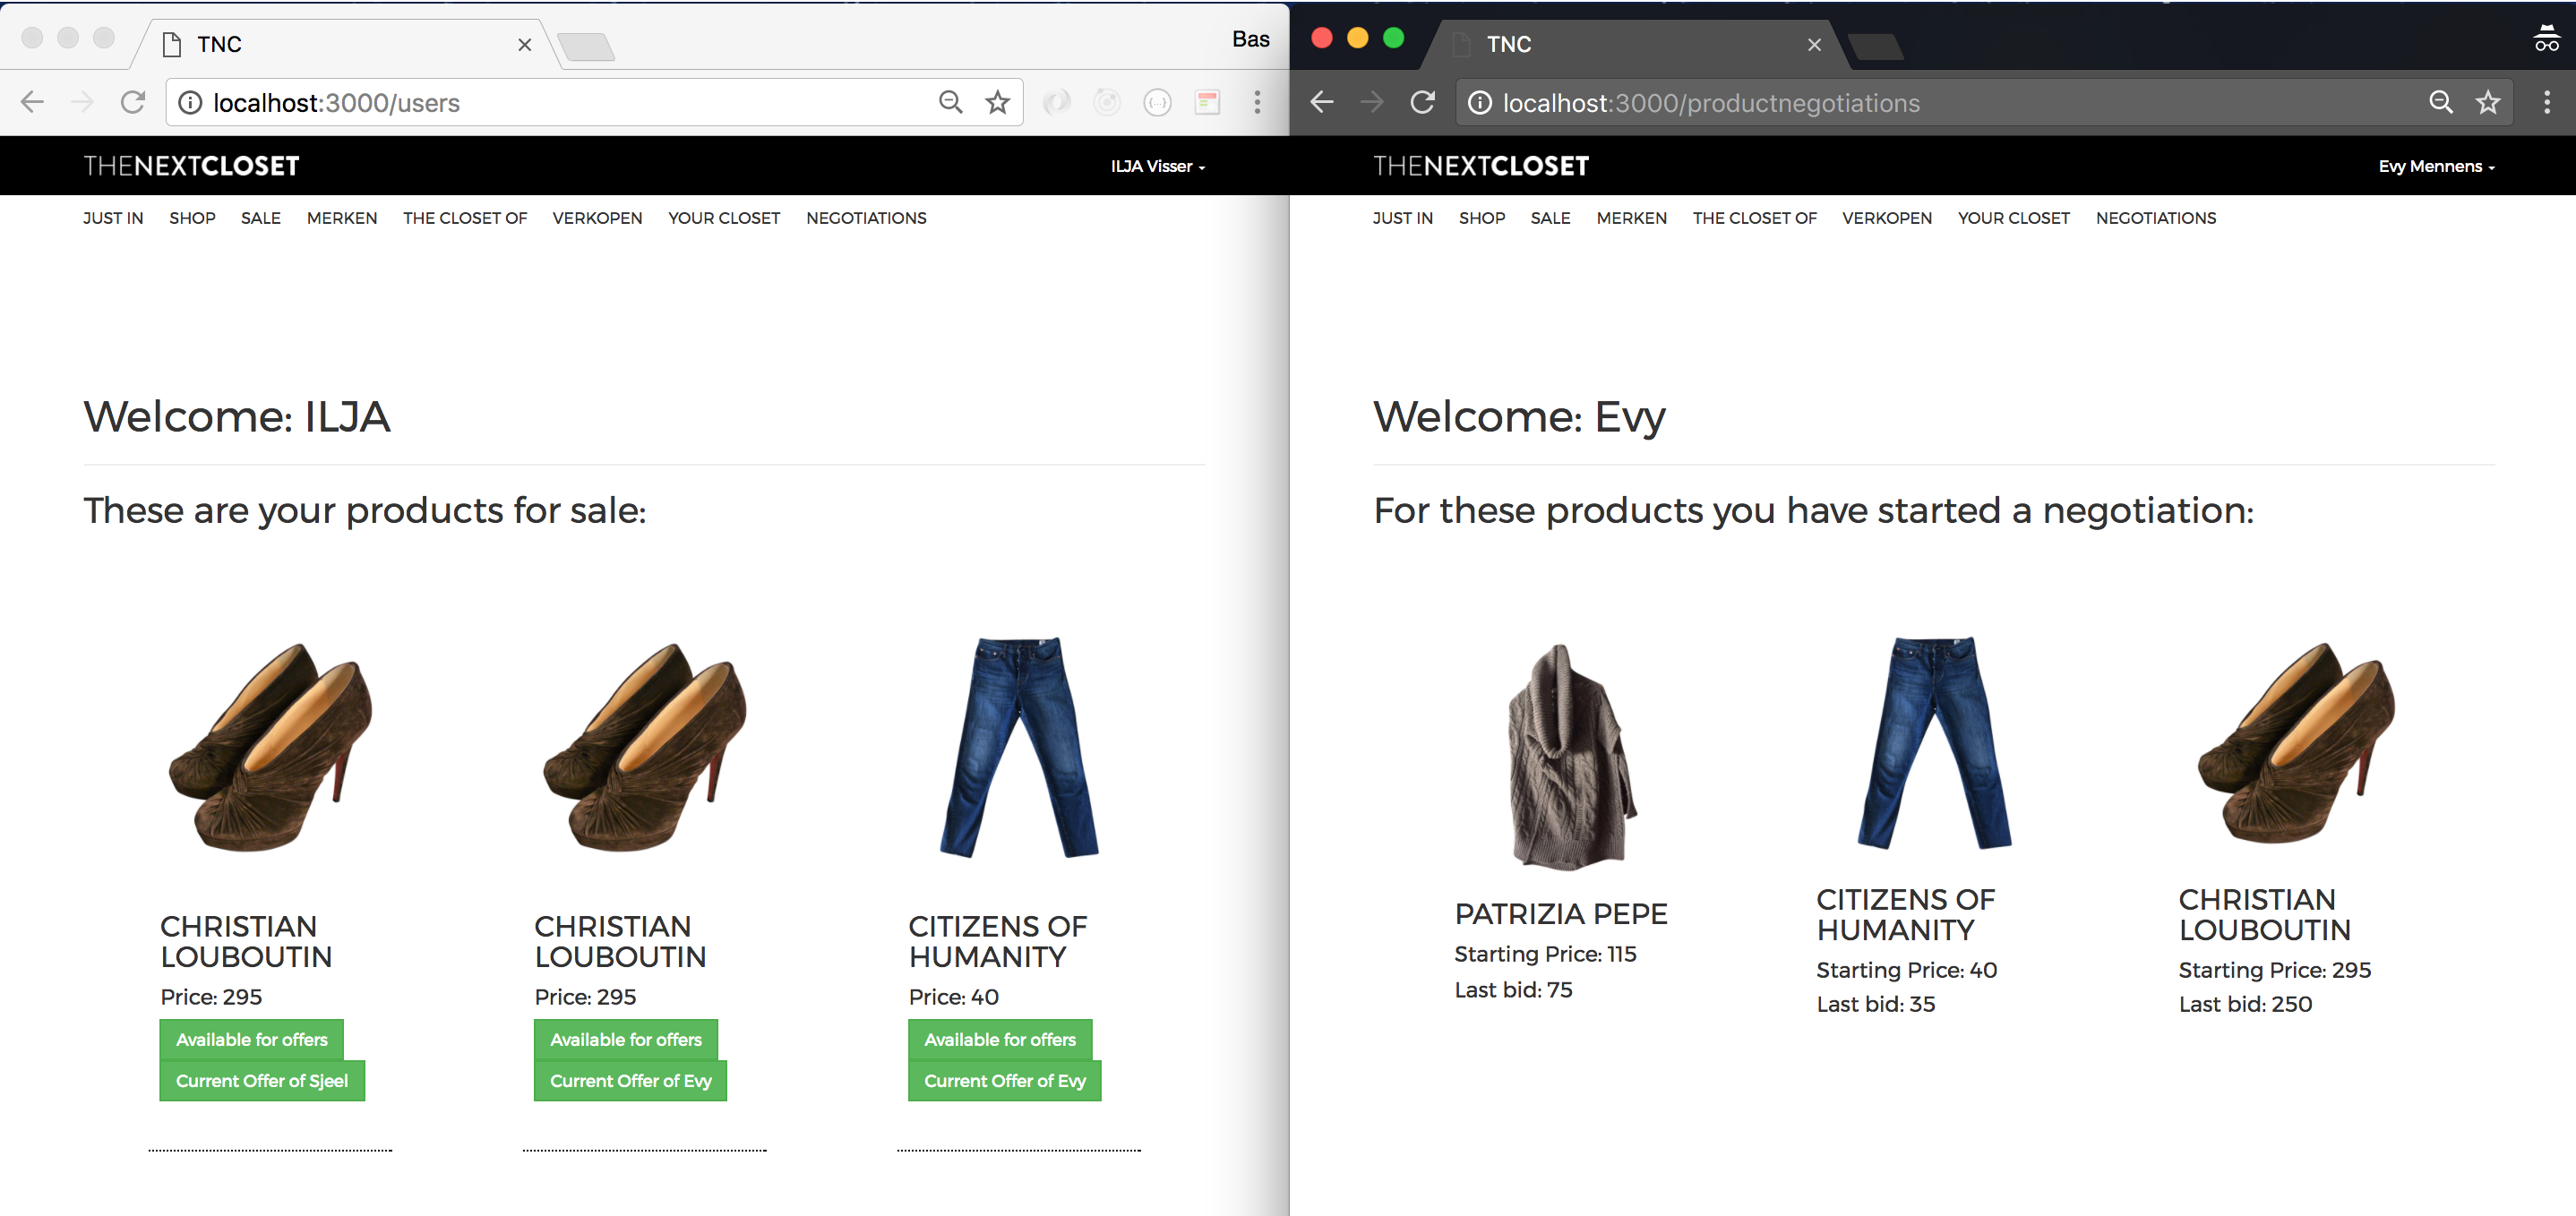 TNC
Bas
localhost:3000/users
THENEXTCLOSET
ILJA Visser
JUST IN SHOP SALE MERKEN THE CLOSET OF VERKOPEN YOUR CLOSET NEGOTIATIONS
Welcome: ILJA
These are your products for sale:
CHRISTIAN
LOUBOUTIN
Price: 295
Available for offers
Current Offer of Sjeel
CHRISTIAN
LOUBOUTIN
Price: 295
Available for offers
Current Offer of Evy
CITIZENS OF
HUMANITY
Price: 40
Available for offers
Current Offer of Evy
TNC
localhost:3000/productnegotiations
THENEXTCLOSET
Evy Mennens
JUST IN SHOP SALE MERKEN THE CLOSET OF VERKOPEN YOUR CLOSET NEGOTIATIONS
Welcome: Evy
For these products you have started a negotiation:
PATRIZIA PEPE
Starting Price: 115
Last bid: 75
CITIZENS OF
HUMANITY
Starting Price: 40
Last bid: 35
CHRISTIAN
LOUBOUTIN
Starting Price: 295
Last bid: 250